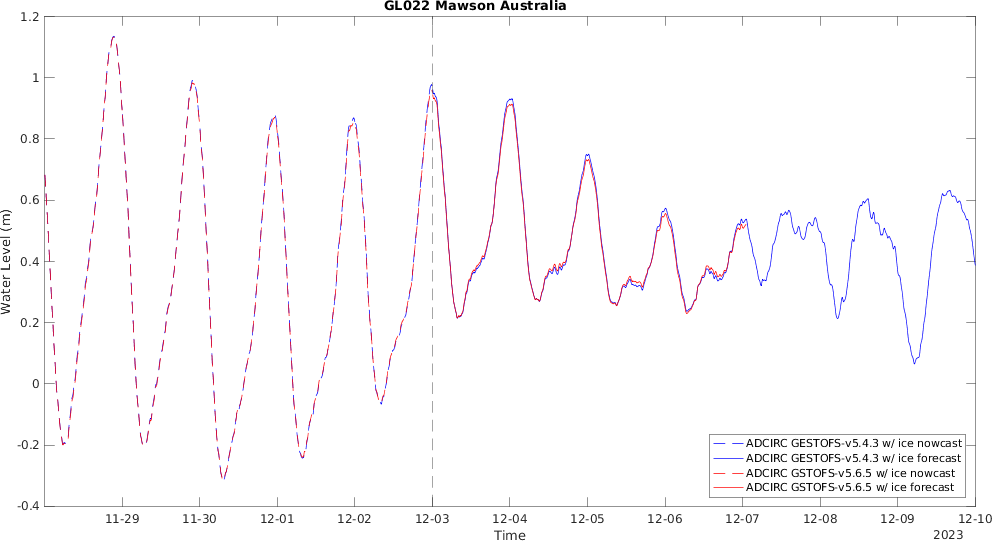 GL022 Mawson Australia
Water Level (m)
1.2
1
0.8
0.6
0.4
0.2
0
-0.2
-0.4
ADCIRC GESTOFS-v5.4.3 w/ ice nowcast
ADCIRC GESTOFS-v5.4.3 w/ ice forecast
ADCIRC GSTOFS-v5.6.5 w/ ice nowcast
ADCIRC GSTOFS-v5.6.5 w/ ice forecast
11-29 11-30 12-01 12-02 12-03 12-04 12-05 12-06 12-07 12-08 12-09 12-10
Time
2023